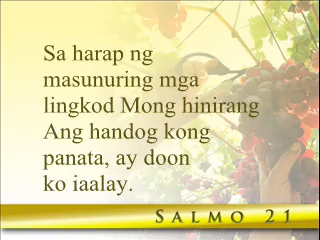 Sa harap ng
masunuring mga
lingkod Mong hinirang
Ang handog kong
panata, ay doon
ko iaalay.
SALMO 21